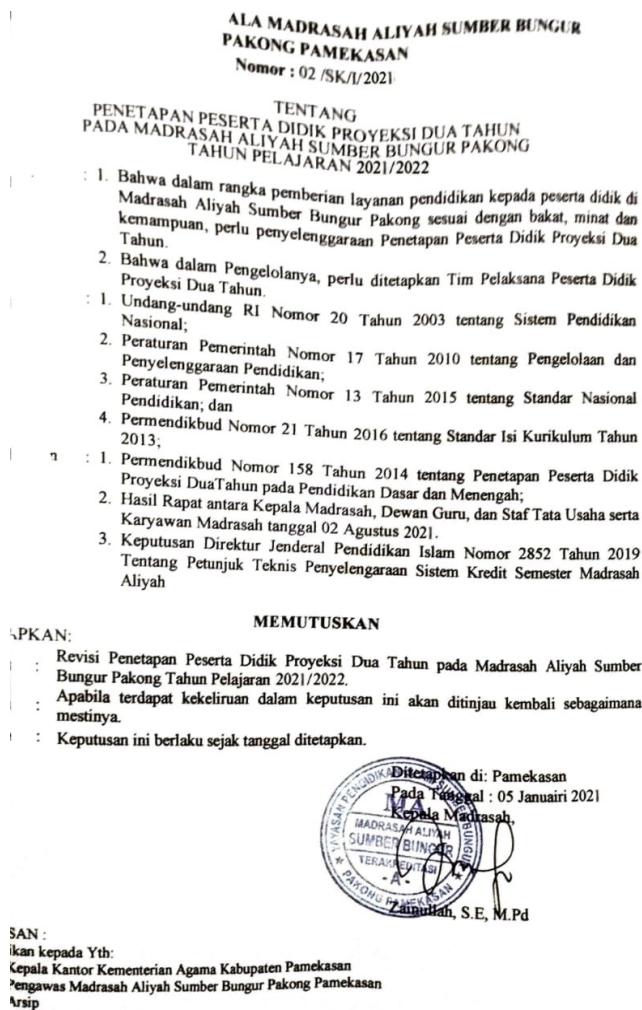 ALA MADRASAH ALIYAH SUMBER BUNGUR
PAKONG PAMEKASAN
Nomor : 02 /SK/I/2021
TENTANG
PENETAPAN PESERTA DIDIK PROYEKSI DUA TAHUN
PADA MADRASAH ALIYAH SUMBER BUNGUR PAKONG
TAHUN PELAJARAN 2021/2022
: 1. Bahwa dalam rangka pemberian layanan pendidikan kepada peserta didik di
Madrasah Aliyah Sumber Bungur Pakong sesuai dengan bakat, minat dan
kemampuan, perlu penyelenggaraan Penetapan Peserta Didik Proyeksi Dua
Tahun.
2. Bahwa dalam Pengelolanya, perlu ditetapkan Tim Pelaksana Peserta Didik
Proyeksi Dua Tahun.
: 1. Undang-undang RI Nomor 20 Tahun 2003 tentang Sistem Pendidikan
Nasional;
2. Peraturan Pemerintah Nomor 17 Tahun 2010 tentang Pengelolaan dan
Penyelenggaraan Pendidikan;
3. Peraturan Pemerintah Nomor 13 Tahun 2015 tentang Standar Nasional
Pendidikan; dan
4. Permendikbud Nomor 21 Tahun 2016 tentang Standar Isi Kurikulum Tahun
2013;
n : 1. Permendikbud Nomor 158 Tahun 2014 tentang Penetapan Peserta Didik
Proyeksi DuaTahun pada Pendidikan Dasar dan Menengah;
2. Hasil Rapat antara Kepala Madrasah, Dewan Guru, dan Staf Tata Usaha serta
Karyawan Madrasah tanggal 02 Agustus 2021.
3. Keputusan Direktur Jenderal Pendidikan Islam Nomor 2852 Tahun 2019
Tentang Petunjuk Teknis Penyelengaraan Sistem Kredit Semester Madrasah
Aliyah
MEMUTUSKAN
APKAN:
: Revisi Penetapan Peserta Didik Proyeksi Dua Tahun pada Madrasah Aliyah Sumber
Bungur Pakong Tahun Pelajaran 2021/2022.
: Apabila terdapat kekeliruan dalam keputusan ini akan ditinjau kembali sebagaimana
mestinya.
: Keputusan ini berlaku sejak tanggal ditetapkan.
Ditetapkan di: Pamekasan
Pada Tanggal : 05 Januairi 2021
Kepala Madrasah,
MA
MADRASAH ALIYAH
SUMBER BUNGUR
TERAKREDITASI
- A -
PAKONG PAMEKASAN
Zainullah, S.E, M.Pd
SAN :
ikan kepada Yth:
Kepala Kantor Kementerian Agama Kabupaten Pamekasan
Pengawas Madrasah Aliyah Sumber Bungur Pakong Pamekasan
Arsip